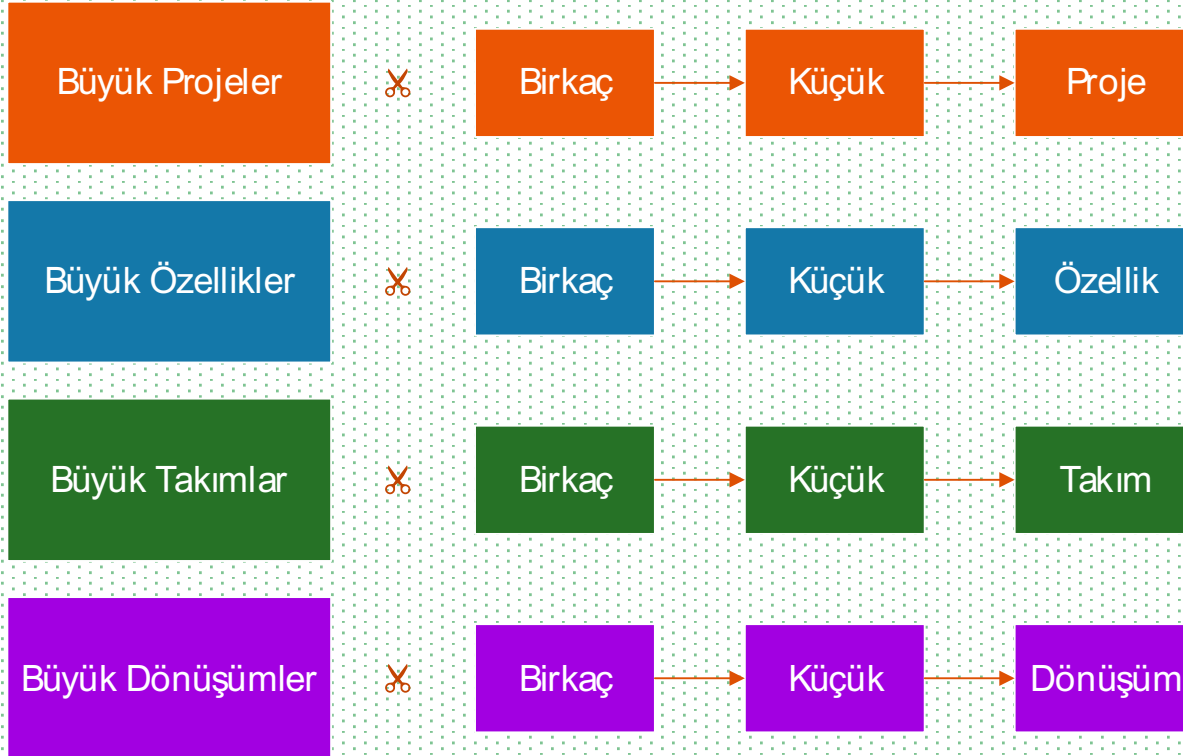 Büyük Projeler Birkaç Küçük Proje
Büyük Özellikler Birkaç Küçük Özellik
Büyük Takımlar Birkaç Küçük Takım
Büyük Dönüşümler Birkaç Küçük Dönüşüm